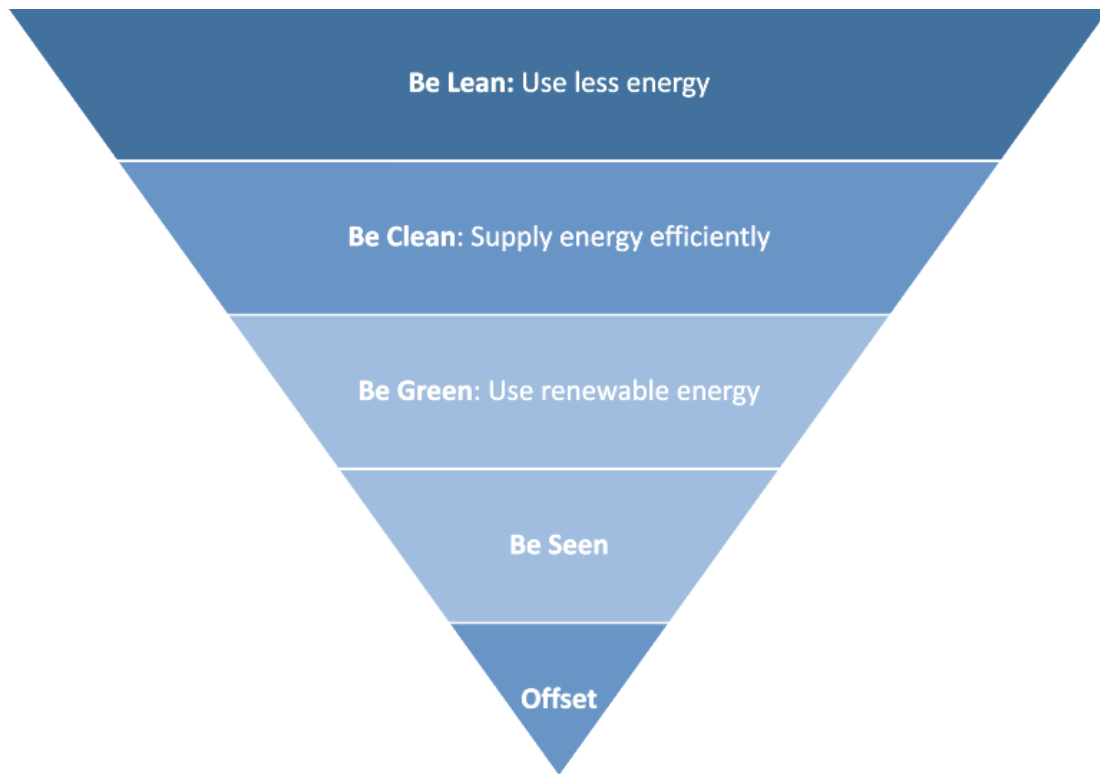 Be Lean: Use less energy
Be Clean: Supply energy efficiently
Be Green: Use renewable energy
Be Seen
Offset